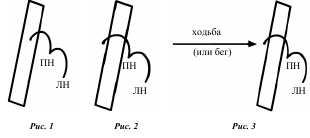 ходьба
(или бег)
ПН
ЛН
ПН
ЛН
ПН
ЛН
Рис. 1
Рис. 2
Рис. 3